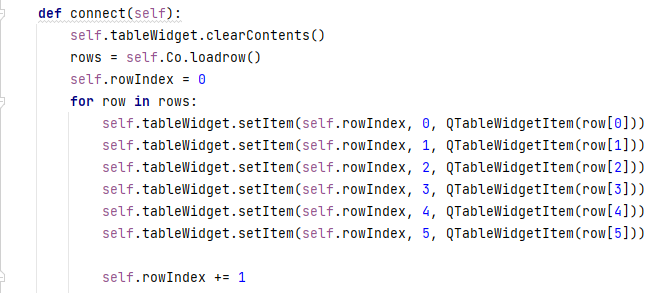 def connect(self):
    self.tableWidget.clearContents()
    rows = self.Co.loadrow()
    self.rowIndex = 0
    for row in rows:
        self.tableWidget.setItem(self.rowIndex, 0, QTableWidgetItem(row[0]))
        self.tableWidget.setItem(self.rowIndex, 1, QTableWidgetItem(row[1]))
        self.tableWidget.setItem(self.rowIndex, 2, QTableWidgetItem(row[2]))
        self.tableWidget.setItem(self.rowIndex, 3, QTableWidgetItem(row[3]))
        self.tableWidget.setItem(self.rowIndex, 4, QTableWidgetItem(row[4]))
        self.tableWidget.setItem(self.rowIndex, 5, QTableWidgetItem(row[5]))

        self.rowIndex += 1